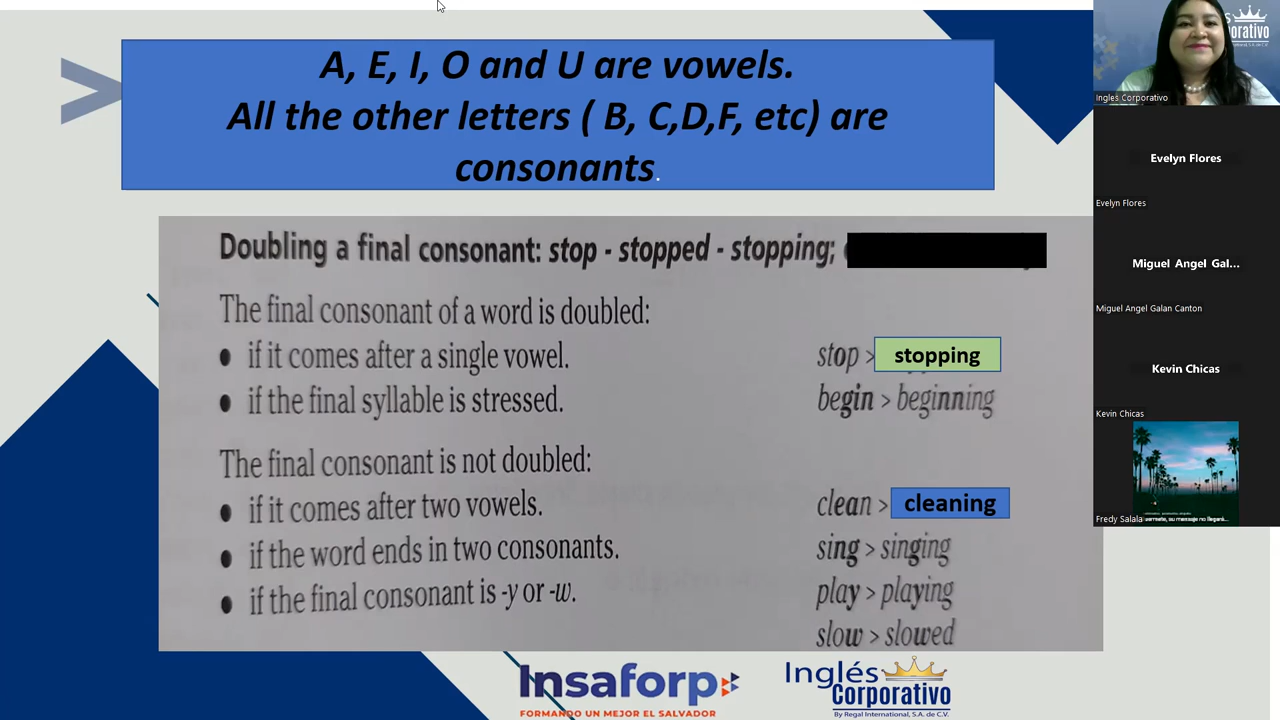 A, E, I, O and U are vowels.
All the other letters ( B, C,D,F, etc) are
consonants.
Doubling a final consonant: stop - stopped - stopping;
The final consonant of a word is doubled:
• if it comes after a single vowel. stop > stopping
• if the final syllable is stressed. begin > beginning
The final consonant is not doubled:
• if it comes after two vowels. clean > cleaning
• if the word ends in two consonants. sing > singing
• if the final consonant is -y or -w. play > playing
slow > slowed
Insaforp
FORMANDO UN MEJOR EL SALVADOR
Inglés
Corporativo
By Regal International, S.A. de C.V.
Ingles Corporativo
Evelyn Flores
Evelyn Flores
Miguel Angel Gal...
Miguel Angel Galan Canton
Kevin Chicas
Kevin Chicas
Fredy Salala